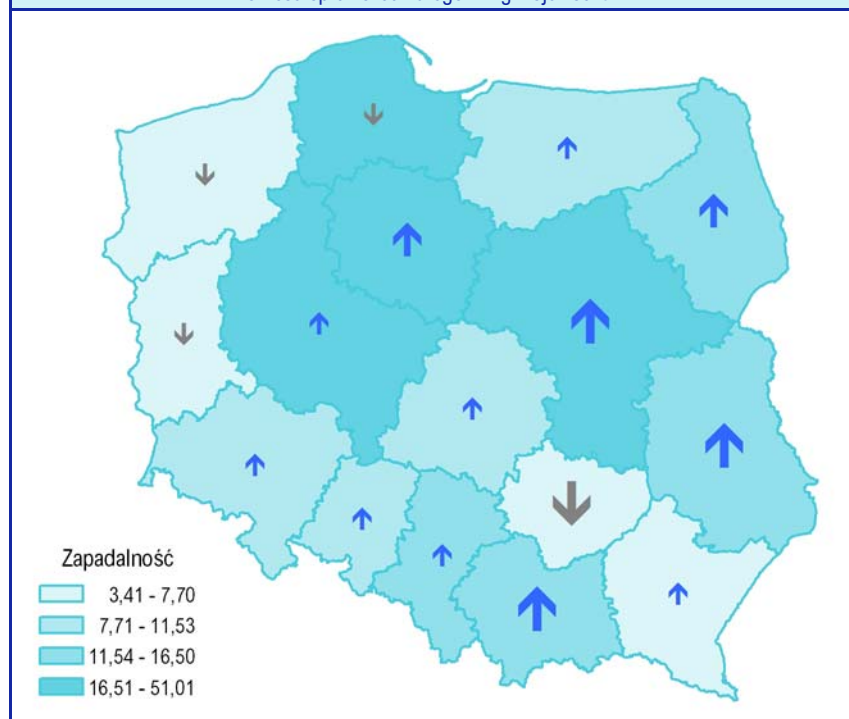 Zapadalność
3,41 - 7,70
7,71 - 11,53
11,54 - 16,50
16,51 - 51,01